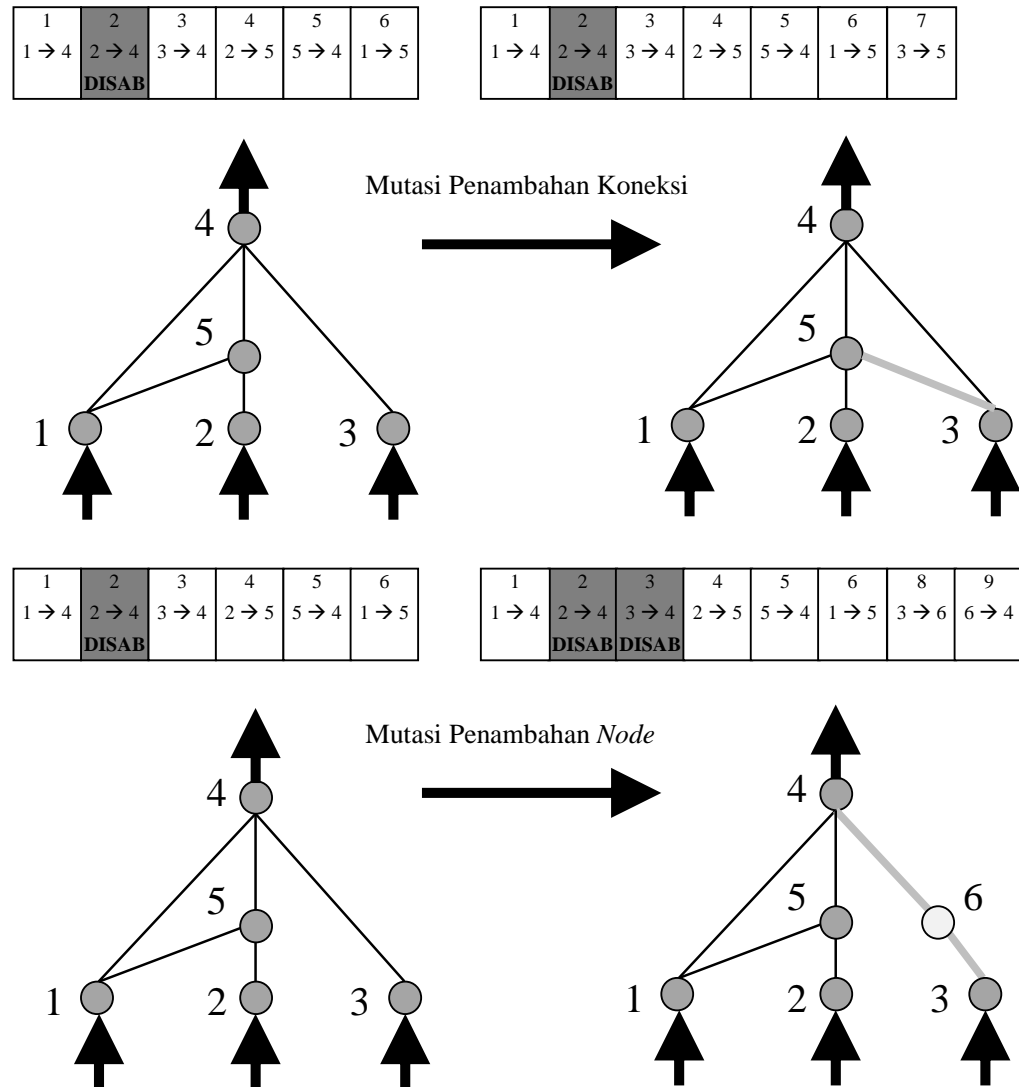 1 2 3 4 5 6
1 → 4 2 → 4 3 → 4 2 → 5 5 → 4 1 → 5
DISAB
1 2 3 4 5 6 7
1 → 4 2 → 4 3 → 4 2 → 5 5 → 4 1 → 5 3 → 5
DISAB
Mutasi Penambahan Koneksi
4
5
1 2 3
4
5
1 2 3
1 2 3 4 5 6
1 → 4 2 → 4 3 → 4 2 → 5 5 → 4 1 → 5
DISAB
1 2 3 4 5 6 8 9
1 → 4 2 → 4 3 → 4 2 → 5 5 → 4 1 → 5 3 → 6 6 → 4
DISAB DISAB
Mutasi Penambahan Node
4
5
1 2 3
4
5 6
1 2 3